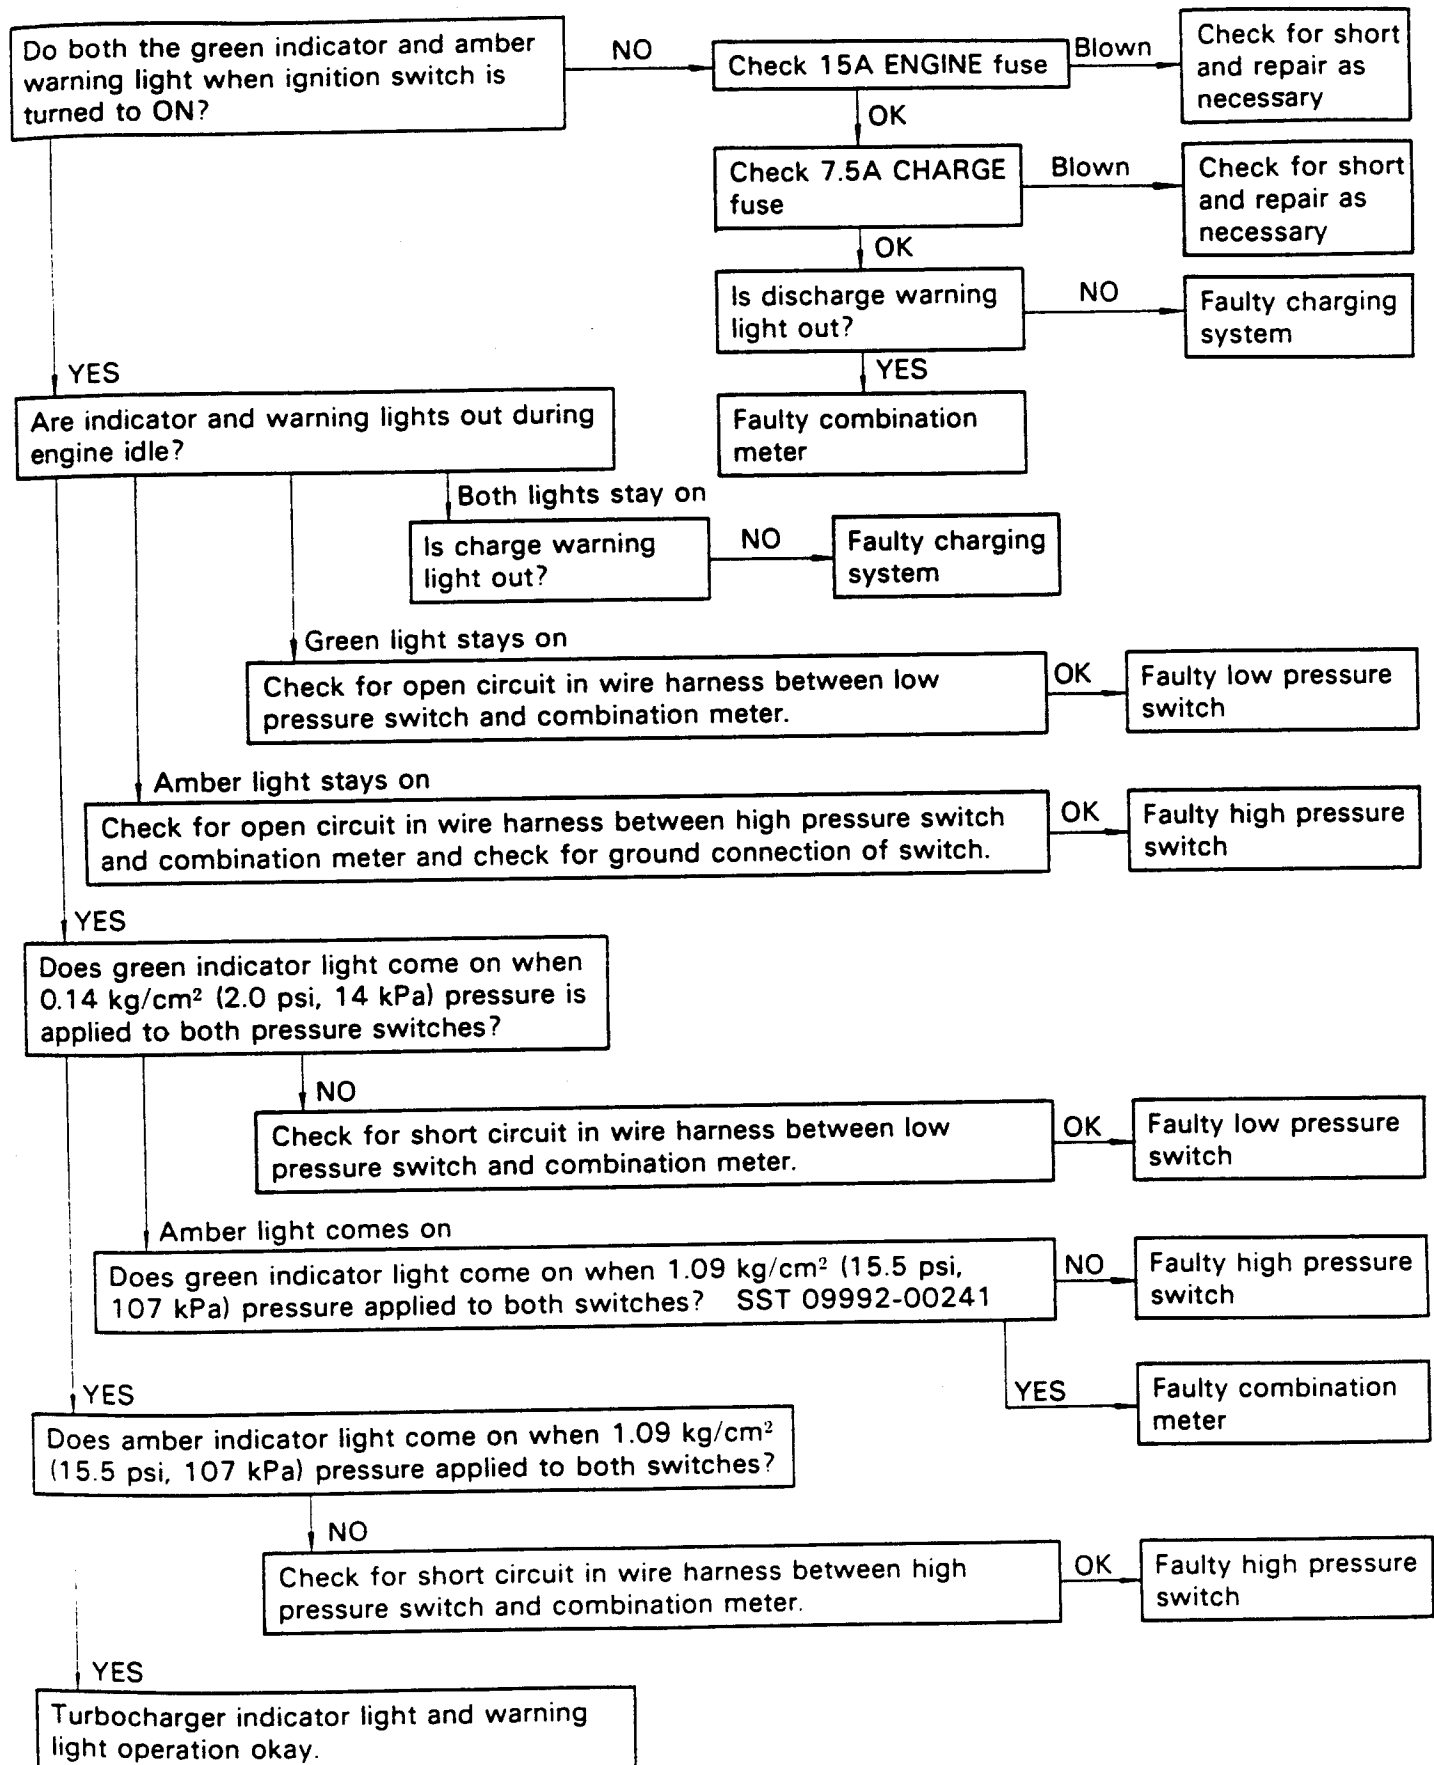 Do both the green indicator and amber
warning light when ignition switch is
turned to ON?
NO
Check 15A ENGINE fuse
Blown
Check for short
and repair as
necessary
OK
Check 7.5A CHARGE
fuse
Blown
Check for short
and repair as
necessary
OK
Is discharge warning
light out?
NO
Faulty charging
system
YES
Faulty combination
meter
YES
Are indicator and warning lights out during
engine idle?
Both lights stay on
Is charge warning
light out?
NO
Faulty charging
system
Green light stays on
Check for open circuit in wire harness between low
pressure switch and combination meter.
OK
Faulty low pressure
switch
Amber light stays on
Check for open circuit in wire harness between high pressure switch
and combination meter and check for ground connection of switch.
OK
Faulty high pressure
switch
YES
Does green indicator light come on when
0.14 kg/cm² (2.0 psi, 14 kPa) pressure is
applied to both pressure switches?
NO
Check for short circuit in wire harness between low
pressure switch and combination meter.
OK
Faulty low pressure
switch
Amber light comes on
Does green indicator light come on when 1.09 kg/cm² (15.5 psi,
107 kPa) pressure applied to both switches? SST 09992-00241
NO
Faulty high pressure
switch
YES
Faulty combination
meter
YES
Does amber indicator light come on when 1.09 kg/cm²
(15.5 psi, 107 kPa) pressure applied to both switches?
NO
Check for short circuit in wire harness between high
pressure switch and combination meter.
OK
Faulty high pressure
switch
YES
Turbocharger indicator light and warning
light operation okay.